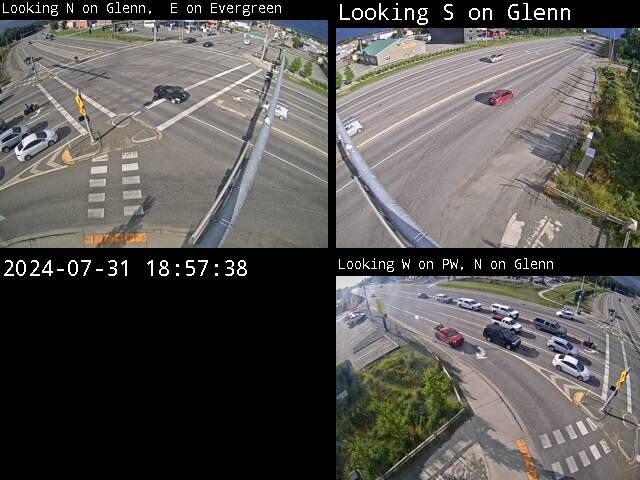 Looking N on Glenn,  E on Evergreen
Looking S on Glenn
2024-07-31 18:57:38
Looking W on PW, N on Glenn